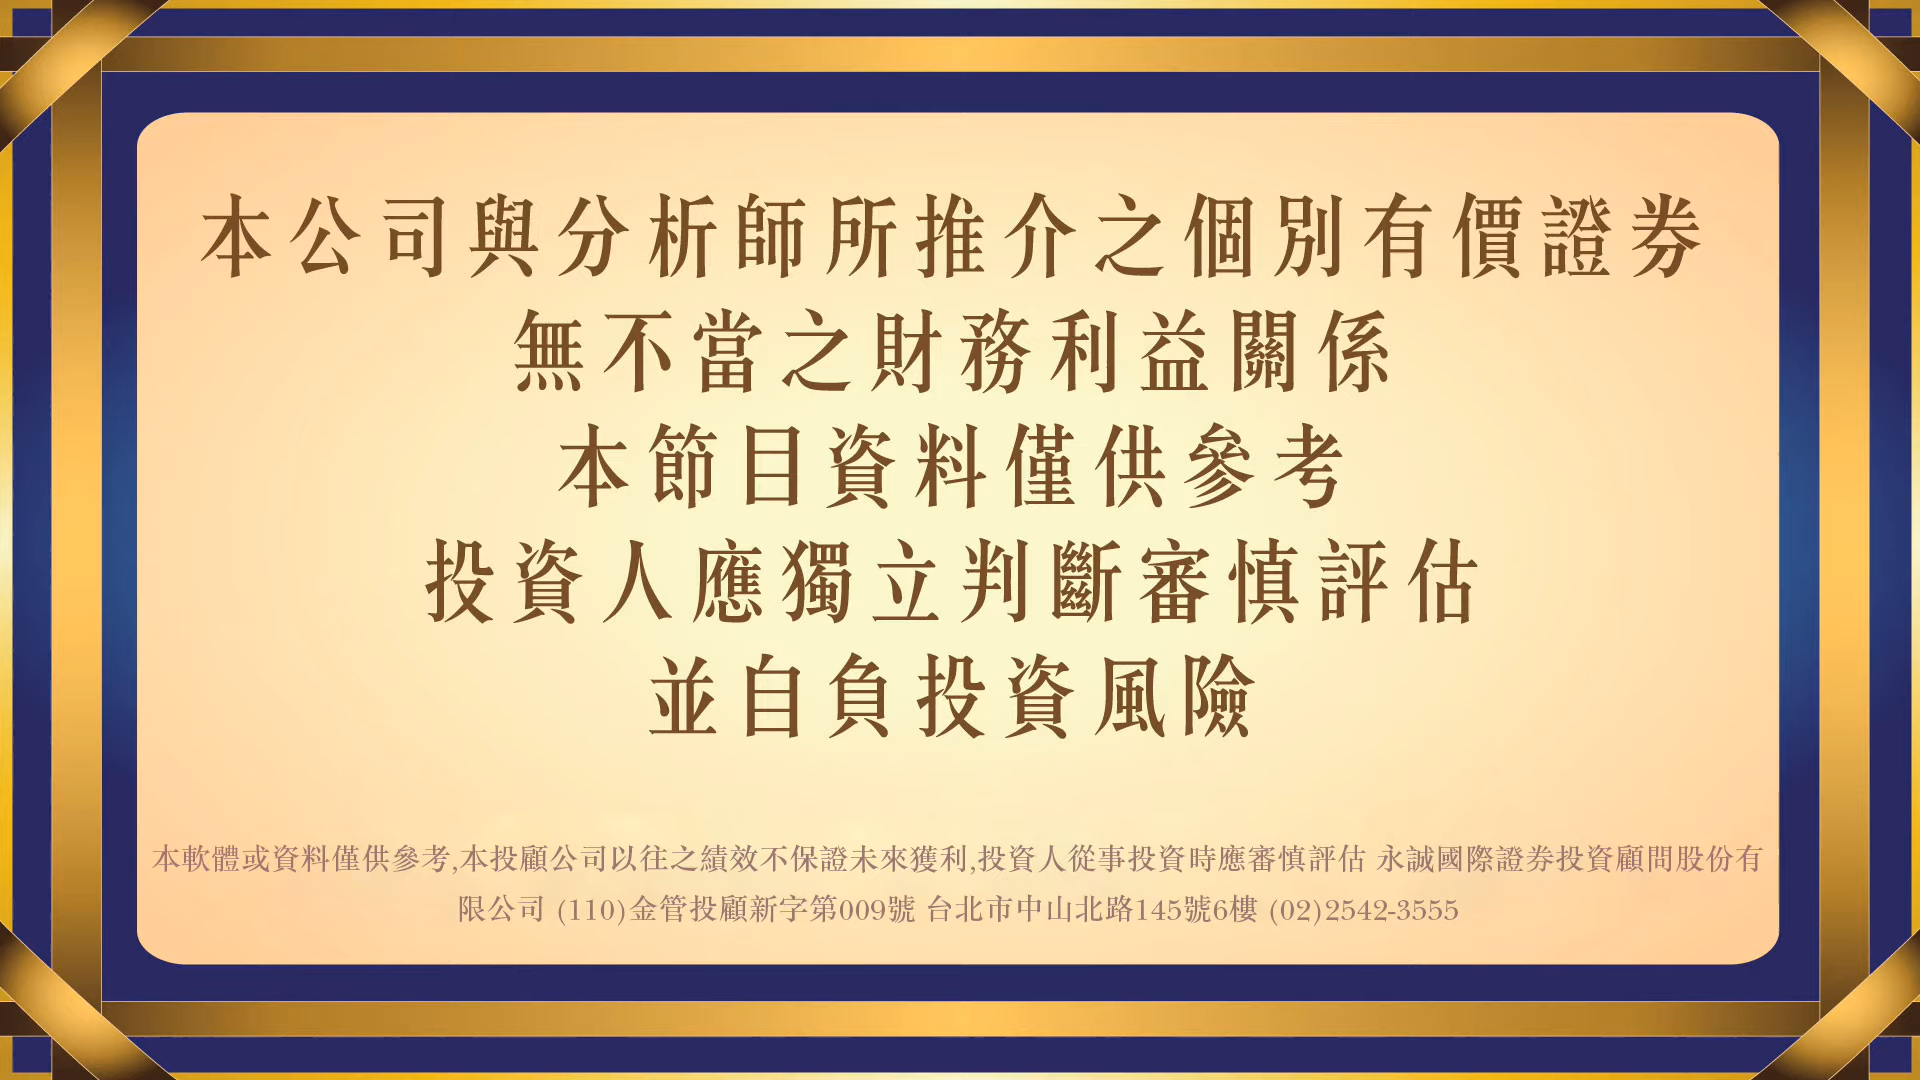 本公司與分析師所推介之個別有價證券
無不當之財務利益關係
本節目資料僅供參考
投資人應獨立判斷審慎評估
並自負投資風險
本軟體或資料僅供參考,本投顧公司以往之績效不保證未來獲利,投資人從事投資時應審慎評估 永誠國際證券投資顧問股份有
限公司 (110)金管投顧新字第009號 台北市中山北路145號6樓 (02)2542-3555